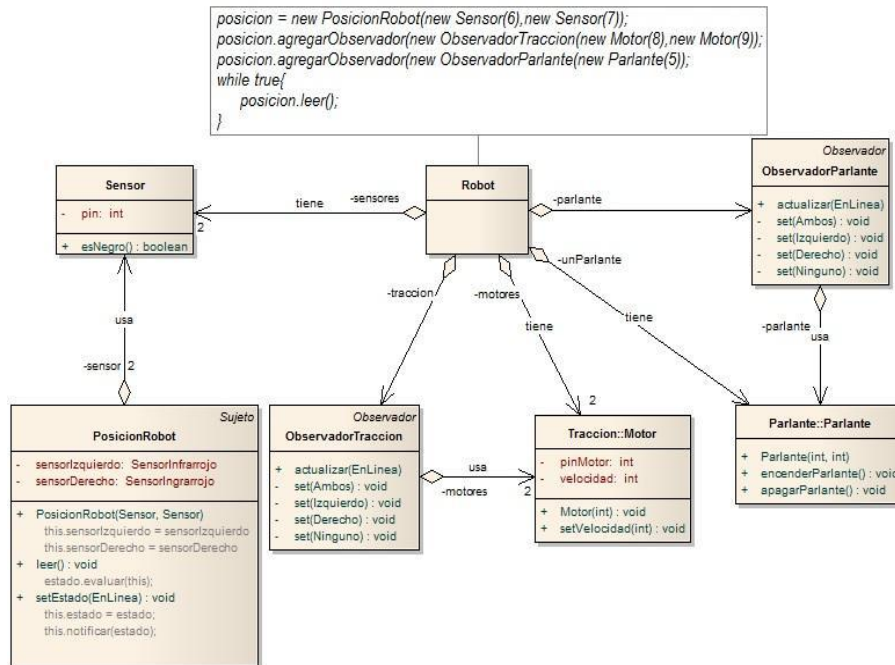 posicion = new PosicionRobot(new Sensor(6),new Sensor(7));
posicion.agregarObservador(new ObservadorTraccion(new Motor(8),new Motor(9));
posicion.agregarObservador(new ObservadorParlante(new Parlante(5));
while true{
posicion.leer();
}
Sensor
- pin: int
+ esNegro() : boolean
tiene
-sensores
2
Robot
-parlante
Observador
ObservadorParlante
+ actualizar(EnLinea)
- set(Ambos) : void
- set(Izquierdo) : void
- set(Derecho) : void
- set(Ninguno) : void
-unParlante
-traccion
-motores
tiene
tiene
-parlante
usa
usa
-sensor 2
2
Sujeto
PosicionRobot
- sensorIzquierdo: SensorInfrarrojo
- sensorDerecho: SensorIngrarrojo
+ PosicionRobot(Sensor, Sensor)
this.sensorIzquierdo = sensorIzquierdo
this.sensorDerecho = sensorDerecho
+ leer() : void
estado.evaluar(this);
+ setEstado(EnLinea) : void
this.estado = estado;
this.notificar(estado);
Observador
ObservadorTraccion
+ actualizar(EnLinea)
- set(Ambos) : void
- set(Izquierdo) : void
- set(Derecho) : void
- set(Ninguno) : void
usa
-motores
2
Traccion::Motor
- pinMotor: int
- velocidad: int
+ Motor(int) : void
+ setVelocidad(int) : void
Parlante::Parlante
+ Parlante(int, int)
+ encenderParlante() : void
+ apagarParlante() : void